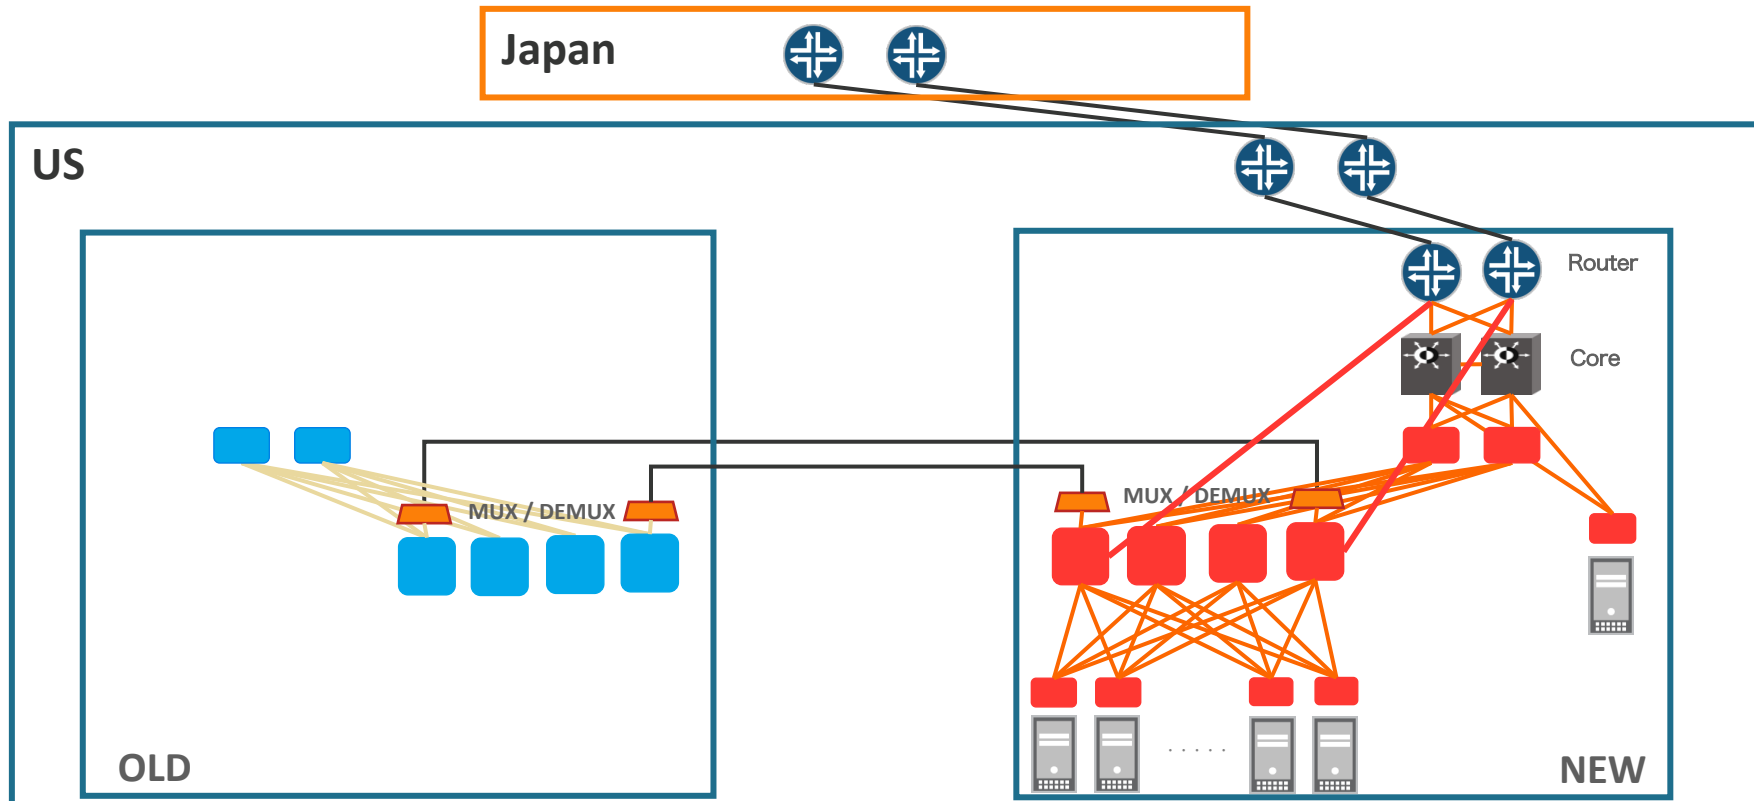 Japan
US
Router
Core
MUX / DEMUX
MUX / DEMUX
. . . . .
OLD
NEW